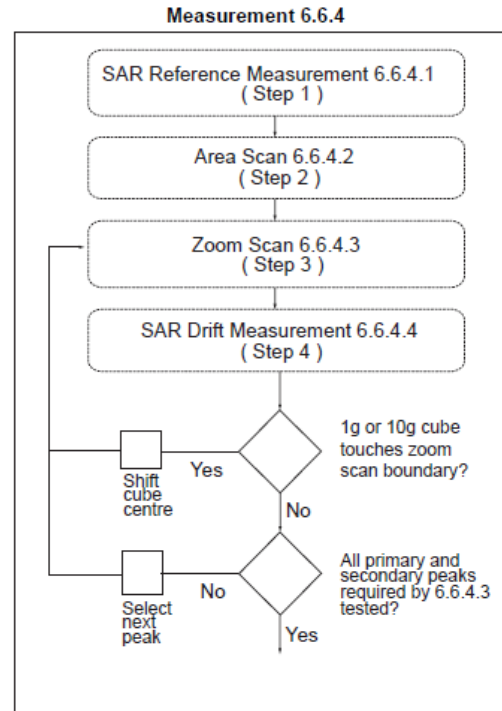 Measurement 6.6.4
SAR Reference Measurement 6.6.4.1
( Step 1 )
Area Scan 6.6.4.2
( Step 2 )
Zoom Scan 6.6.4.3
( Step 3 )
SAR Drift Measurement 6.6.4.4
( Step 4 )
1g or 10g cube
touches zoom
scan boundary?
Yes
Shift
cube
centre
No
All primary and
secondary peaks
required by 6.6.4.3
tested?
No
Select
next
peak
Yes